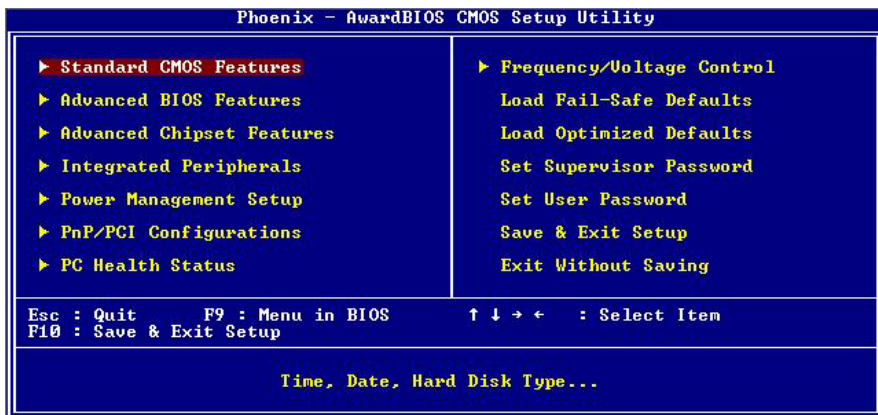 Phoenix - AwardBIOS CMOS Setup Utility
▶ Standard CMOS Features
▶ Advanced BIOS Features
▶ Advanced Chipset Features
▶ Integrated Peripherals
▶ Power Management Setup
▶ PnP/PCI Configurations
▶ PC Health Status
▶ Frequency/Voltage Control
Load Fail-Safe Defaults
Load Optimized Defaults
Set Supervisor Password
Set User Password
Save & Exit Setup
Exit Without Saving
Esc : Quit F9 : Menu in BIOS ↑ ↓ → ← : Select Item
F10 : Save & Exit Setup
Time, Date, Hard Disk Type...